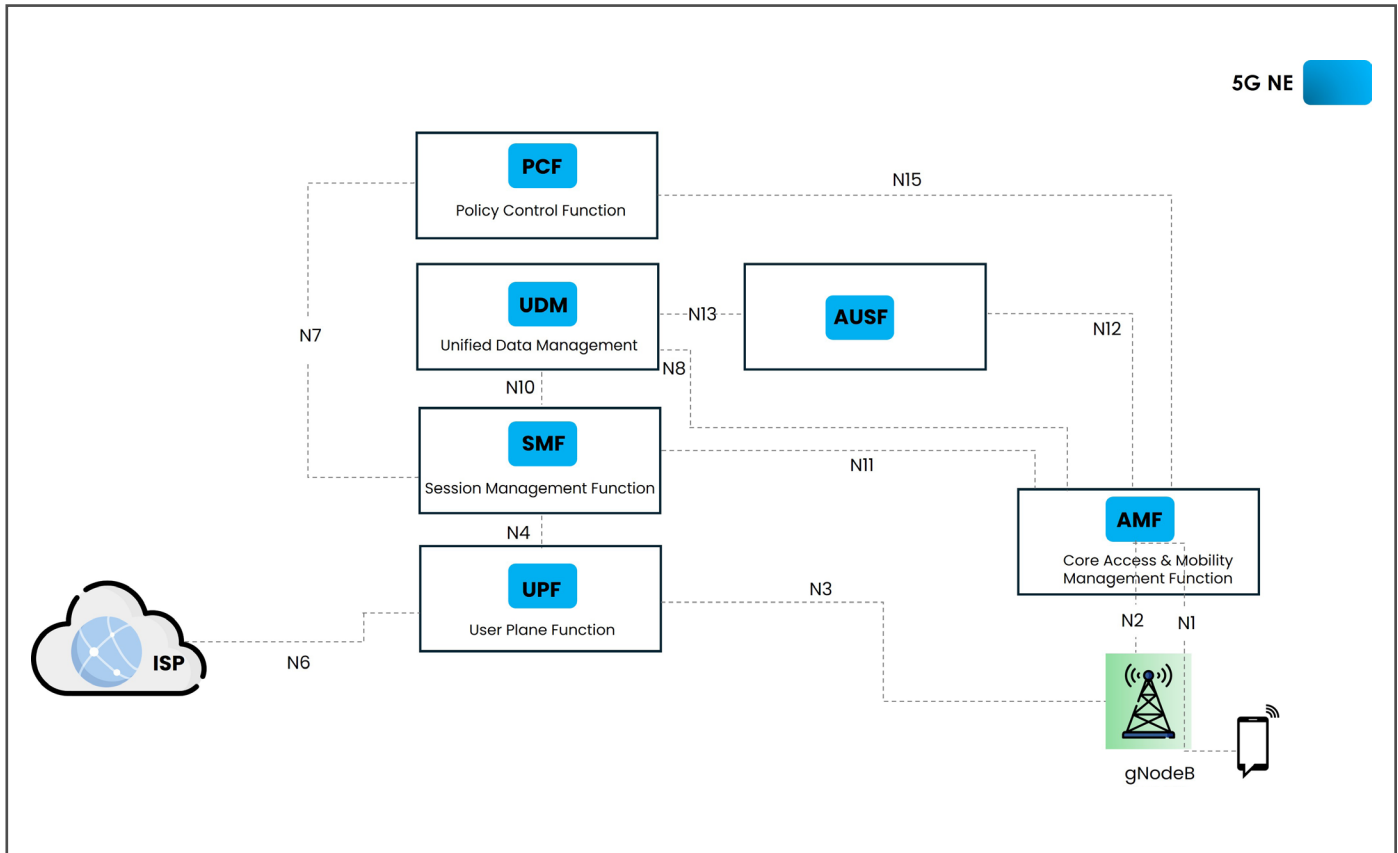 5G NE
PCF
Policy Control Function
N15
UDM
Unified Data Management
N13
AUSF
N12
N7
N8
N10
SMF
Session Management Function
N11
N4
AMF
Core Access & Mobility
Management Function
UPF
User Plane Function
N3
N2
N1
ISP
N6
gNodeB